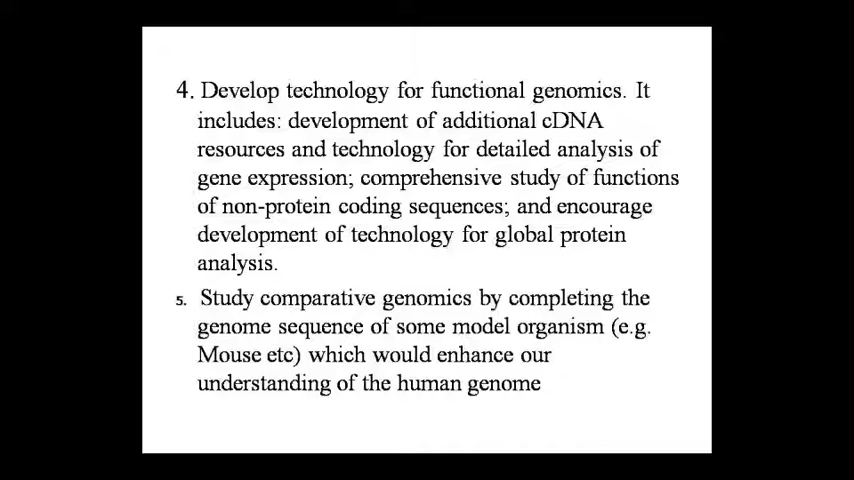 4. Develop technology for functional genomics. It
includes: development of additional cDNA
resources and technology for detailed analysis of
gene expression; comprehensive study of functions
of non-protein coding sequences; and encourage
development of technology for global protein
analysis.
5. Study comparative genomics by completing the
genome sequence of some model organism (e.g.
Mouse etc) which would enhance our
understanding of the human genome